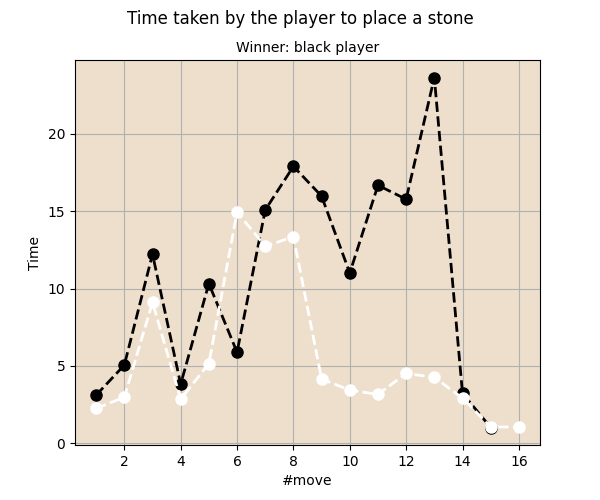 Time taken by the player to place a stone
Winner: black player
20
15
10
5
0
Time
2 4 6 8 10 12 14 16
#move